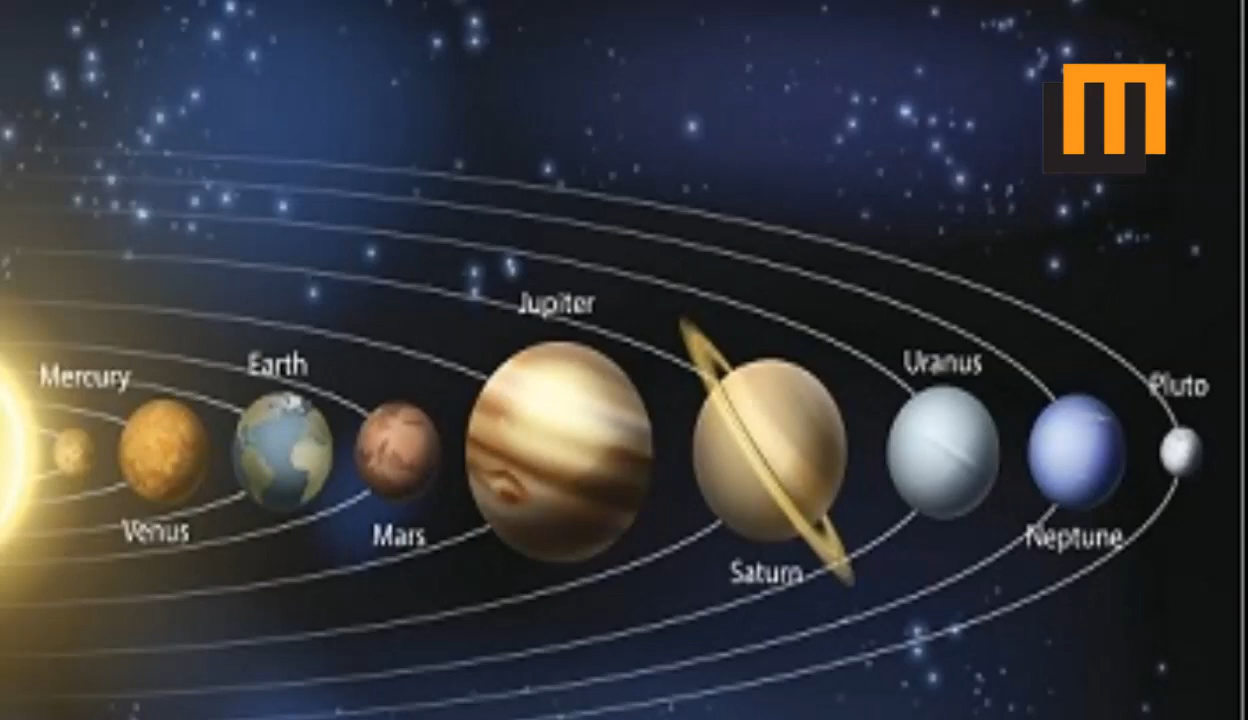 Mercury
Venus
Earth
Mars
Jupiter
Saturn
Uranus
Neptune
Pluto
m